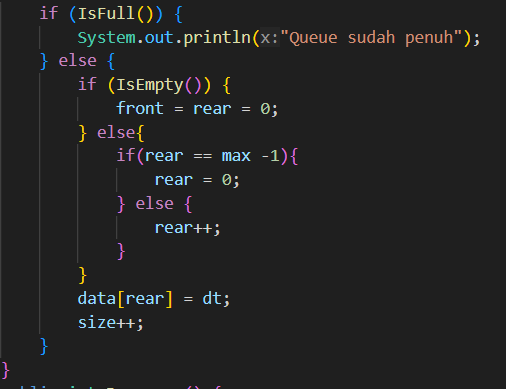 if (IsFull()) {
System.out.println(x:"Queue sudah penuh");
} else {
if (IsEmpty()) {
front = rear = 0;
} else{
if(rear == max -1){
rear = 0;
} else {
rear++;
}
}
data[rear] = dt;
size++;
}
}